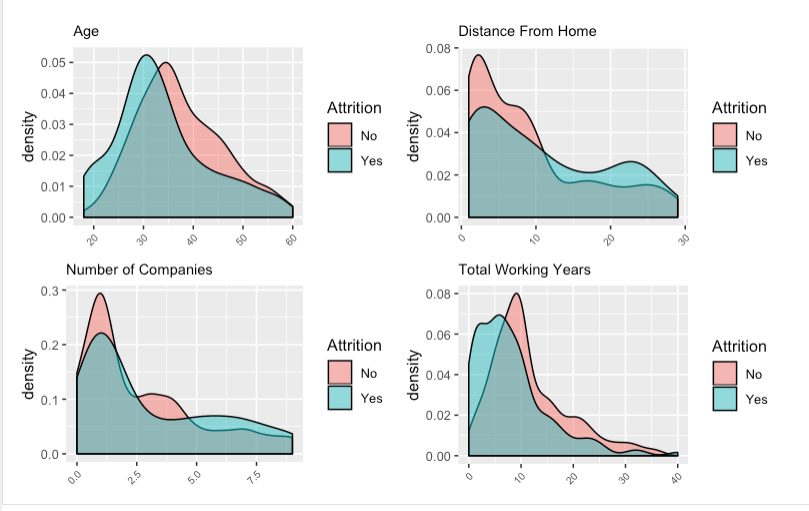 Age
density
0.05
0.04
0.03
0.02
0.01
0.00
20
30
40
50
60
Attrition
No
Yes
Distance From Home
density
0.08
0.06
0.04
0.02
0.00
0
10
20
30
Attrition
No
Yes
Number of Companies
density
0.3
0.2
0.1
0.0
0.0
2.5
5.0
7.5
Attrition
No
Yes
Total Working Years
density
0.08
0.06
0.04
0.02
0.00
0
10
20
30
40
Attrition
No
Yes